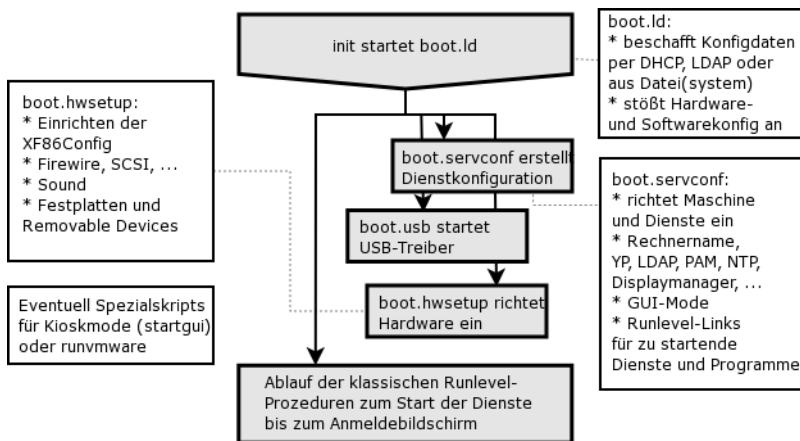 init startet boot.ld
boot.ld:
* beschafft Konfigdaten
per DHCP, LDAP oder
aus Datei(system)
* stößt Hardware-
und Softwarekonfig an
boot.hwsetup:
* Einrichten der
XF86Config
* Firewire, SCSI, ...
* Sound
* Festplatten und
Removable Devices
boot.servconf erstellt
Dienstkonfiguration
boot.servconf:
* richtet Maschine
und Dienste ein
* Rechnername,
YP, LDAP, PAM, NTP,
Displaymanager, ...
* GUI-Mode
* Runlevel-Links
für zu startende
Dienste und Programme
boot.usb startet
USB-Treiber
boot.hwsetup richtet
Hardware ein
Eventuell Spezialskripts
für Kioskmode (startgui)
oder runvmware
Ablauf der klassischen Runlevel-
Prozeduren zum Start der Dienste
bis zum Anmeldebildschirm